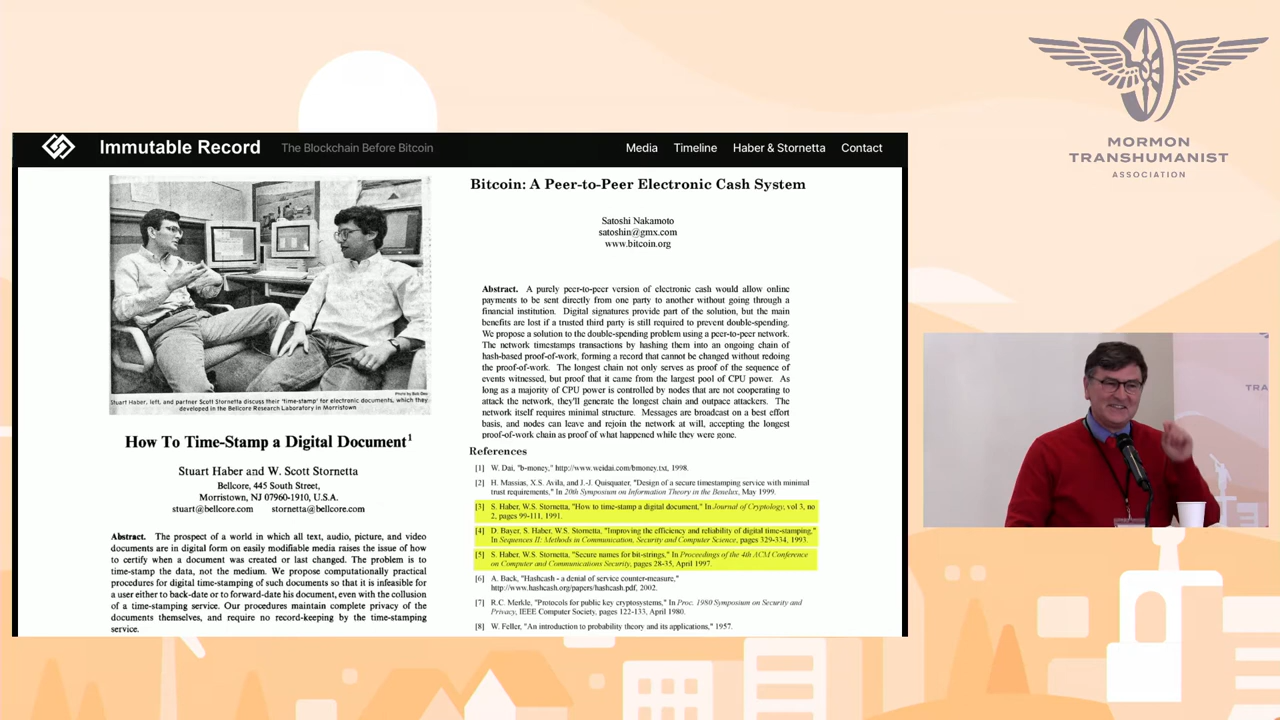 Immutable Record The Blockchain Before Bitcoin Media Timeline Haber & Stornetta Contact
Stuart Haber, left, and partner Scott Stornetta discuss their 'time-stamp' for electronic documents, which they
developed in the Bellcore Research Laboratory in Morristown
How To Time-Stamp a Digital Document1
Stuart Haber and W. Scott Stornetta
Bellcore, 445 South Street,
Morristown, NJ 07960-1910, U.S.A.
stuart@bellcore.com stornetta@bellcore.com
Abstract. The prospect of a world in which all text, audio, picture, and video
documents are in digital form on easily modifiable media raises the issue of how
to certify when a document was created or last changed. The problem is to
time-stamp the data, not the medium. We propose computationally practical
procedures for digital time-stamping of such documents so that it is infeasible for
a user either to back-date or to forward-date his document, even with the collusion
of a time-stamping service. Our procedures maintain complete privacy of the
documents themselves, and require no record-keeping by the time-stamping
service.
Bitcoin: A Peer-to-Peer Electronic Cash System
Satoshi Nakamoto
satoshin@gmx.com
www.bitcoin.org
Abstract. A purely peer-to-peer version of electronic cash would allow online
payments to be sent directly from one party to another without going through a
financial institution. Digital signatures provide part of the solution, but the main
benefits are lost if a trusted third party is still required to prevent double-spending.
We propose a solution to the double-spending problem using a peer-to-peer network.
The network timestamps transactions by hashing them into an ongoing chain of
hash-based proof-of-work, forming a record that cannot be changed without redoing
the proof-of-work. The longest chain not only serves as proof of the sequence of
events witnessed, but proof that it came from the largest pool of CPU power. As
long as a majority of CPU power is controlled by nodes that are not cooperating to
attack the network, they'll generate the longest chain and outpace attackers. The
network itself requires minimal structure. Messages are broadcast on a best effort
basis, and nodes can leave and rejoin the network at will, accepting the longest
proof-of-work chain as proof of what happened while they were gone.
References
[1] W. Dai, "b-money," http://www.weidai.com/bmoney.txt, 1998.
[2] H. Massias, X.S. Avila, and J.-J. Quisquater, "Design of a secure timestamping service with minimal
trust requirements," In 20th Symposium on Information Theory in the Benelux, May 1999.
[3] S. Haber, W.S. Stornetta, "How to time-stamp a digital document," In Journal of Cryptology, vol 3, no
2, pages 99-111, 1991.
[4] D. Bayer, S. Haber, W.S. Stornetta, "Improving the efficiency and reliability of digital time-stamping,"
In Sequences II: Methods in Communication, Security and Computer Science, pages 329-334, 1993.
[5] S. Haber, W.S. Stornetta, "Secure names for bit-strings," In Proceedings of the 4th ACM Conference
on Computer and Communications Security, pages 28-35, April 1997.
[6] A. Back, "Hashcash - a denial of service counter-measure,"
http://www.hashcash.org/papers/hashcash.pdf, 2002.
[7] R.C. Merkle, "Protocols for public key cryptosystems," In Proc. 1980 Symposium on Security and
Privacy, IEEE Computer Society, pages 122-133, April 1980.
[8] W. Feller, "An introduction to probability theory and its applications," 1957.
MORMON
TRANSHUMANIST
ASSOCIATION
TRA